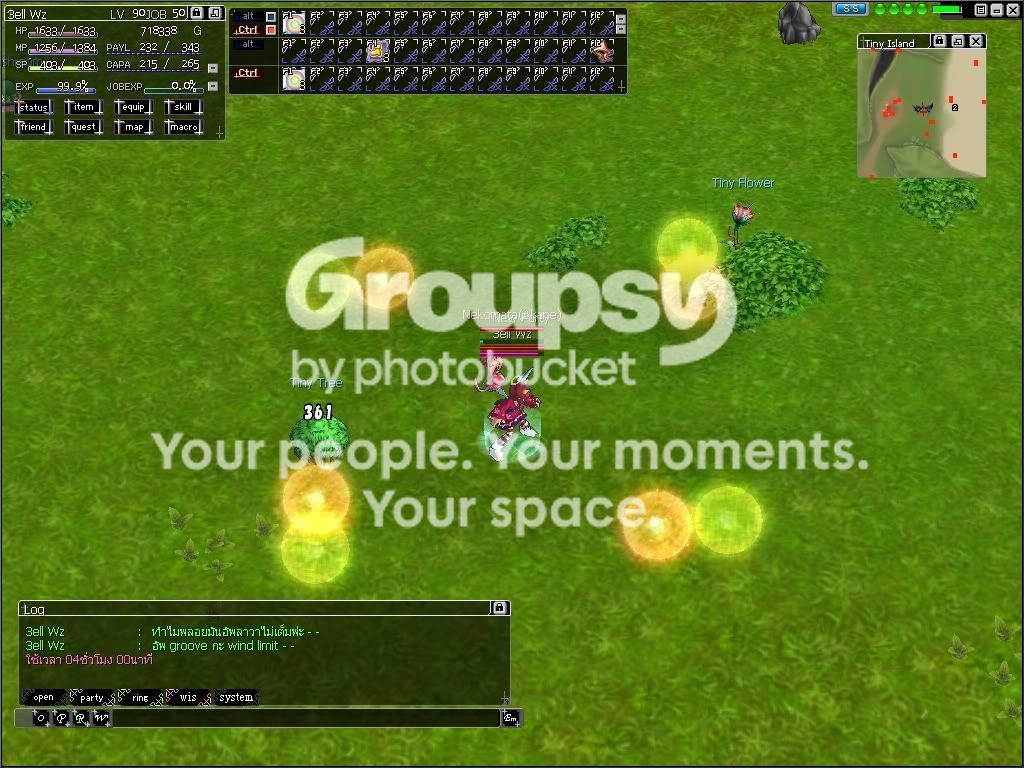 3ell Wz LV 90 JOB 50
HP 1633/ 1633 718338 G
MP 1256/ 1384 PAYL 232 / 343
SP 403/ 403 CAPA 215 / 265
EXP 99.9% JOBEXP 0.0%
status item equip skill
friend quest map macro
alt
Ctrl
alt
Ctrl
SS
Tiny Island
Tiny Flower
Groupsy
Nekomata(Akane)
3ell Wz
by photobucket
Tiny Tree
361
Your people. Your moments.
Your space.
Log
3ell Wz : ทำไมพลอยมันอัพลาวาไม่เต็มฟะ - -
3ell Wz : อัพ groove กะ wind limit - -
ใช้เวลา 04ชั่วโมง 00นาที
open party ring wis system
O P R W Em